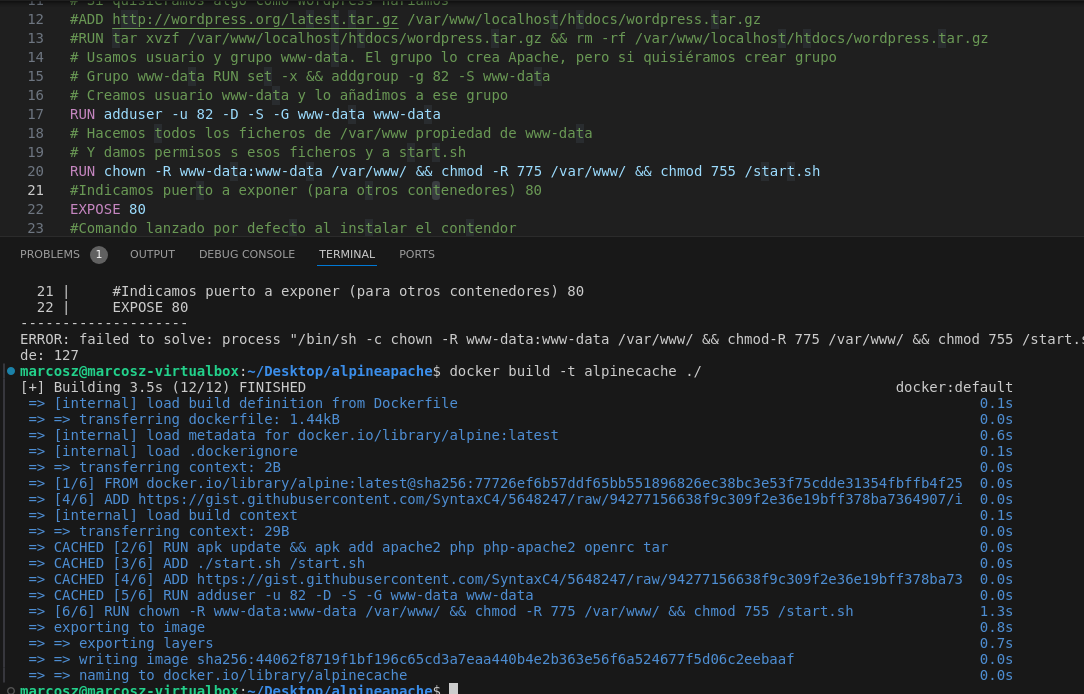 11 # Si quisieramos algo como wordpress haríamos
12 #ADD http://wordpress.org/latest.tar.gz /var/www/localhost/htdocs/wordpress.tar.gz
13 #RUN tar xvzf /var/www/localhost/htdocs/wordpress.tar.gz && rm -rf /var/www/localhost/htdocs/wordpress.tar.gz
14 # Usamos usuario y grupo www-data. El grupo lo crea Apache, pero si quisiéramos crear grupo
15 # Grupo www-data RUN set -x && addgroup -g 82 -S www-data
16 # Creamos usuario www-data y lo añadimos a ese grupo
17 RUN adduser -u 82 -D -S -G www-data www-data
18 # Hacemos todos los ficheros de /var/www propiedad de www-data
19 # Y damos permisos s esos ficheros y a start.sh
20 RUN chown -R www-data:www-data /var/www/ && chmod -R 775 /var/www/ && chmod 755 /start.sh
21 #Indicamos puerto a exponer (para otros contenedores) 80
22 EXPOSE 80
23 #Comando lanzado por defecto al instalar el contendor
PROBLEMS 1 OUTPUT DEBUG CONSOLE TERMINAL PORTS
21 | #Indicamos puerto a exponer (para otros contenedores) 80
22 | EXPOSE 80
--------------------
ERROR: failed to solve: process "/bin/sh -c chown -R www-data:www-data /var/www/ && chmod-R 775 /var/www/ && chmod 755 /start.s
de: 127
marcosz@marcosz-virtualbox:~/Desktop/alpineapache$ docker build -t alpinecache ./
[+] Building 3.5s (12/12) FINISHED docker:default
=> [internal] load build definition from Dockerfile 0.1s
=> => transferring dockerfile: 1.44kB 0.0s
=> [internal] load metadata for docker.io/library/alpine:latest 0.6s
=> [internal] load .dockerignore 0.1s
=> => transferring context: 2B 0.0s
=> [1/6] FROM docker.io/library/alpine:latest@sha256:77726ef6b57ddf65bb551896826ec38bc3e53f75cdde31354fbffb4f25 0.0s
=> [4/6] ADD https://gist.githubusercontent.com/SyntaxC4/5648247/raw/94277156638f9c309f2e36e19bff378ba7364907/i 0.0s
=> [internal] load build context 0.1s
=> => transferring context: 29B 0.0s
=> CACHED [2/6] RUN apk update && apk add apache2 php php-apache2 openrc tar 0.0s
=> CACHED [3/6] ADD ./start.sh /start.sh 0.0s
=> CACHED [4/6] ADD https://gist.githubusercontent.com/SyntaxC4/5648247/raw/94277156638f9c309f2e36e19bff378ba73 0.0s
=> CACHED [5/6] RUN adduser -u 82 -D -S -G www-data www-data 0.0s
=> [6/6] RUN chown -R www-data:www-data /var/www/ && chmod -R 775 /var/www/ && chmod 755 /start.sh 1.3s
=> exporting to image 0.8s
=> => exporting layers 0.7s
=> => writing image sha256:44062f8719f1bf196c65cd3a7eaa440b4e2b363e56f6a524677f5d06c2eebaaf 0.0s
=> => naming to docker.io/library/alpinecache 0.0s
marcosz@marcosz-virtualbox:~/Desktop/alpineapache$